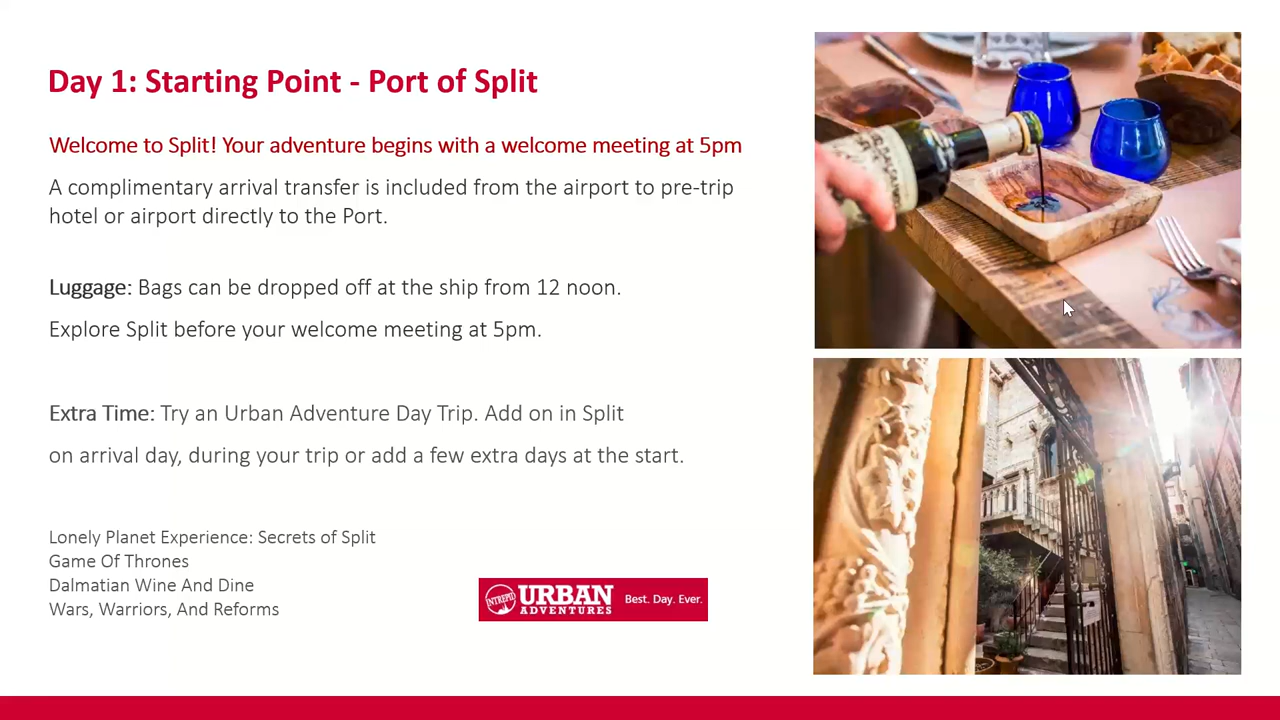 Day 1: Starting Point - Port of Split
Welcome to Split! Your adventure begins with a welcome meeting at 5pm
A complimentary arrival transfer is included from the airport to pre-trip
hotel or airport directly to the Port.
Luggage: Bags can be dropped off at the ship from 12 noon.
Explore Split before your welcome meeting at 5pm.
Extra Time: Try an Urban Adventure Day Trip. Add on in Split
on arrival day, during your trip or add a few extra days at the start.
Lonely Planet Experience: Secrets of Split
Game Of Thrones
Dalmatian Wine And Dine
Wars, Warriors, And Reforms
INTREPID
URBAN
ADVENTURES
Best. Day. Ever.